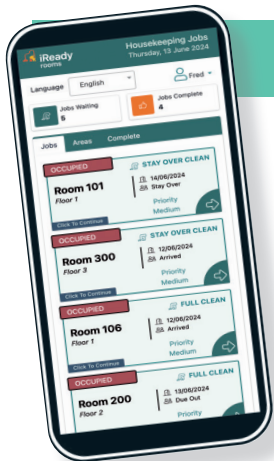 iReady
rooms
Housekeeping Jobs
Thursday, 13 June 2024
Language English
Fred
Jobs Waiting
5
Jobs Complete
4
Jobs Areas Complete
OCCUPIED
STAY OVER CLEAN
Room 101
Floor 1
14/06/2024
Stay Over
Priority
Medium
Click To Continue
OCCUPIED
STAY OVER CLEAN
Room 300
Floor 3
12/06/2024
Arrived
Priority
Medium
Click To Continue
OCCUPIED
FULL CLEAN
Room 106
Floor 1
12/06/2024
Arrived
Priority
Medium
Click To Continue
OCCUPIED
FULL CLEAN
Room 200
Floor 2
13/06/2024
Due Out
Priority